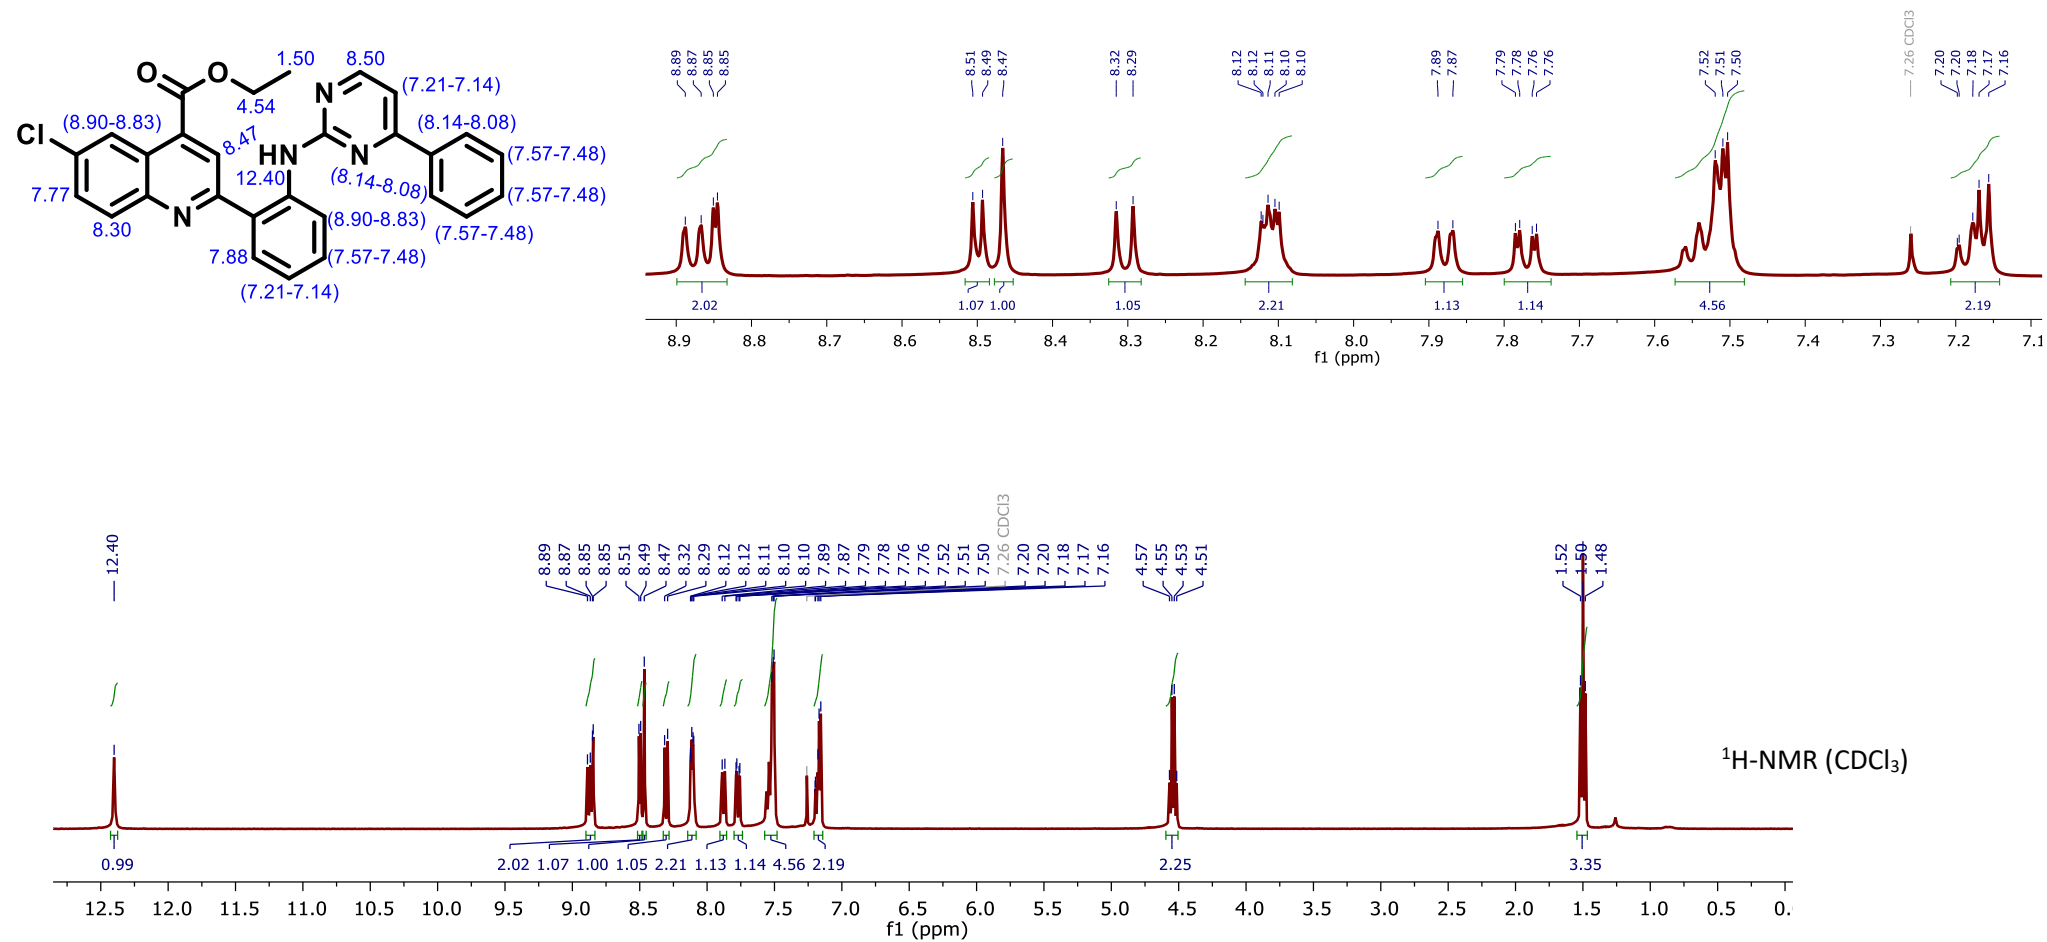 1.50
8.50
O
O
N
(7.21-7.14)
4.54
(8.90-8.83)
8.47
(8.14-8.08)
Cl
HN
N
(7.57-7.48)
12.40
(8.14-8.08)
7.77
(7.57-7.48)
N
(8.90-8.83)
8.30
(7.57-7.48)
7.88
(7.57-7.48)
(7.21-7.14)
8.89 8.87 8.85 8.85 8.51 8.49 8.47 8.32 8.29 8.12 8.12 8.11 8.10 8.10 7.89 7.87 7.79 7.78 7.76 7.76 7.52 7.51 7.50 7.26 CDCl3 7.20 7.20 7.18 7.17 7.16
2.02 1.07 1.00 1.05 2.21 1.13 1.14 4.56 2.19
8.9 8.8 8.7 8.6 8.5 8.4 8.3 8.2 8.1 8.0 7.9 7.8 7.7 7.6 7.5 7.4 7.3 7.2 7.1
f1 (ppm)
12.40 8.89 8.87 8.85 8.85 8.51 8.49 8.47 8.32 8.29 8.12 8.12 8.11 8.10 8.10 7.89 7.87 7.79 7.78 7.76 7.76 7.52 7.51 7.50 7.26 CDCl3 7.20 7.20 7.18 7.17 7.16 4.57 4.55 4.53 4.51 1.52 1.50 1.48
¹H-NMR (CDCl₃)
0.99 2.02 1.07 1.00 1.05 2.21 1.13 1.14 4.56 2.19 2.25 3.35
12.5 12.0 11.5 11.0 10.5 10.0 9.5 9.0 8.5 8.0 7.5 7.0 6.5 6.0 5.5 5.0 4.5 4.0 3.5 3.0 2.5 2.0 1.5 1.0 0.5 0.
f1 (ppm)